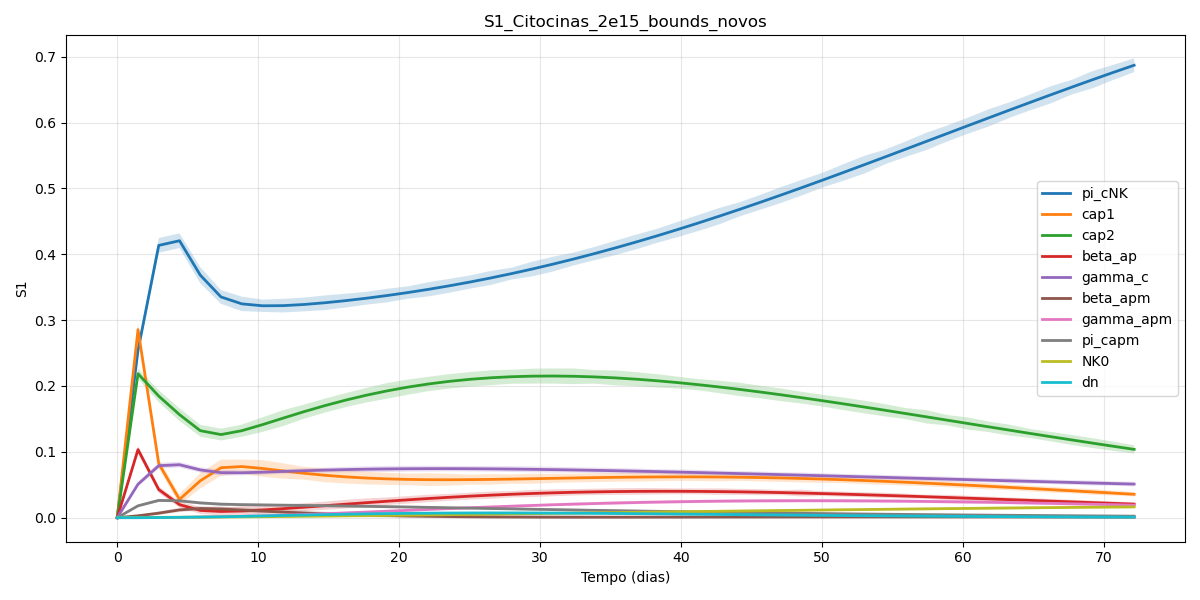 S1_Citocinas_2e15_bounds_novos
S1
0.7
0.6
0.5
0.4
0.3
0.2
0.1
0.0
pi_cNK
cap1
cap2
beta_ap
gamma_c
beta_apm
gamma_apm
pi_capm
NK0
dn
0 10 20 30 40 50 60 70
Tempo (dias)